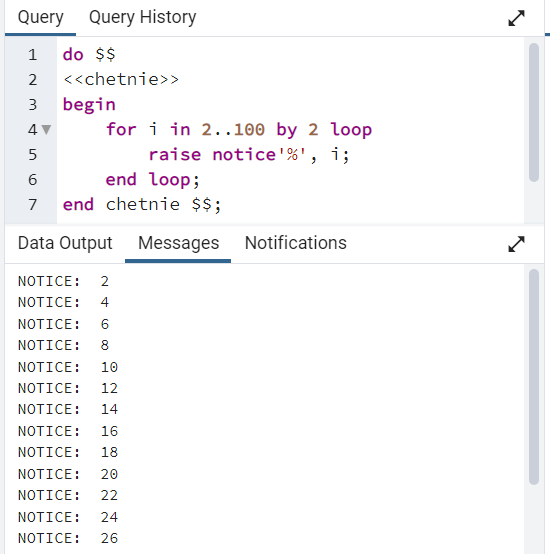 Query Query History
1 do $$
2 <<chetnie>>
3 begin
4 for i in 2..100 by 2 loop
5 raise notice'%', i;
6 end loop;
7 end chetnie $$;
Data Output Messages Notifications
NOTICE: 2
NOTICE: 4
NOTICE: 6
NOTICE: 8
NOTICE: 10
NOTICE: 12
NOTICE: 14
NOTICE: 16
NOTICE: 18
NOTICE: 20
NOTICE: 22
NOTICE: 24
NOTICE: 26